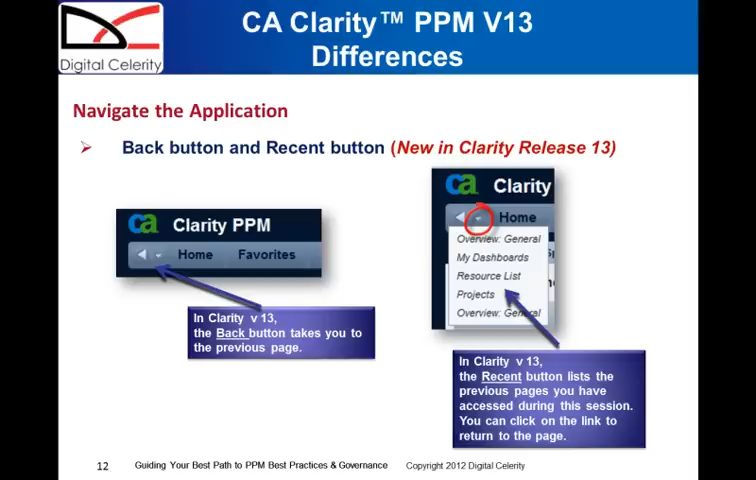 CA Clarity™ PPM V13
Differences
Digital Celerity
Navigate the Application
Back button and Recent button (New in Clarity Release 13)
ca Clarity PPM
Home Favorites
In Clarity v 13,
the Back button takes you to
the previous page.
ca Clarity
Home
Overview: General
My Dashboards
Resource List
Projects
Overview: General
In Clarity v 13,
the Recent button lists the
previous pages you have
accessed during this session.
You can click on the link to
return to the page.
12 Guiding Your Best Path to PPM Best Practices & Governance Copyright 2012 Digital Celerity